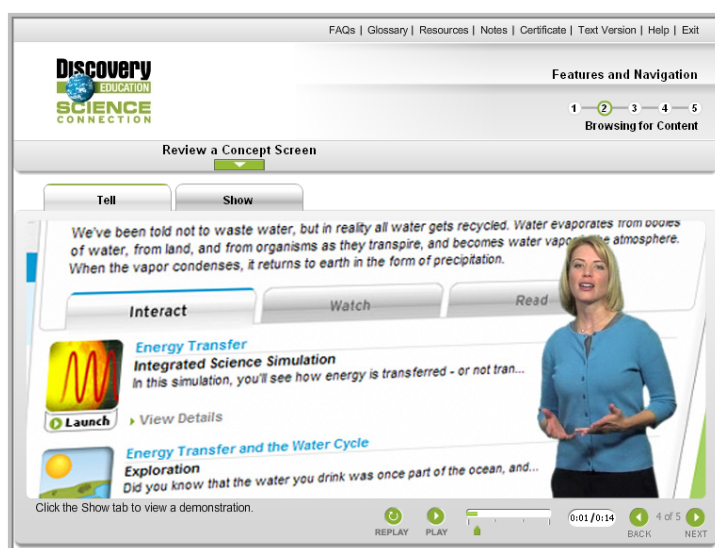 FAQs | Glossary | Resources | Notes | Certificate | Text Version | Help | Exit
Discovery
EDUCATION
SCIENCE
CONNECTION
Features and Navigation
1 2 3 4 5
Browsing for Content
Review a Concept Screen
Tell Show
We've been told not to waste water, but in reality all water gets recycled. Water evaporates from bodies
of water, from land, and from organisms as they transpire, and becomes water atmosphere.
When the vapor condenses, it returns to earth in the form of precipitation.
Interact Watch Read
Energy Transfer
Integrated Science Simulation
In this simulation, you'll see how energy is transferred - or not tran...
Launch View Details
Energy Transfer and the Water Cycle
Exploration
Did you know that the water you drink was once part of the ocean, and...
Click the Show tab to view a demonstration.
0:01/0:14 4 of 5
REPLAY PLAY BACK NEXT